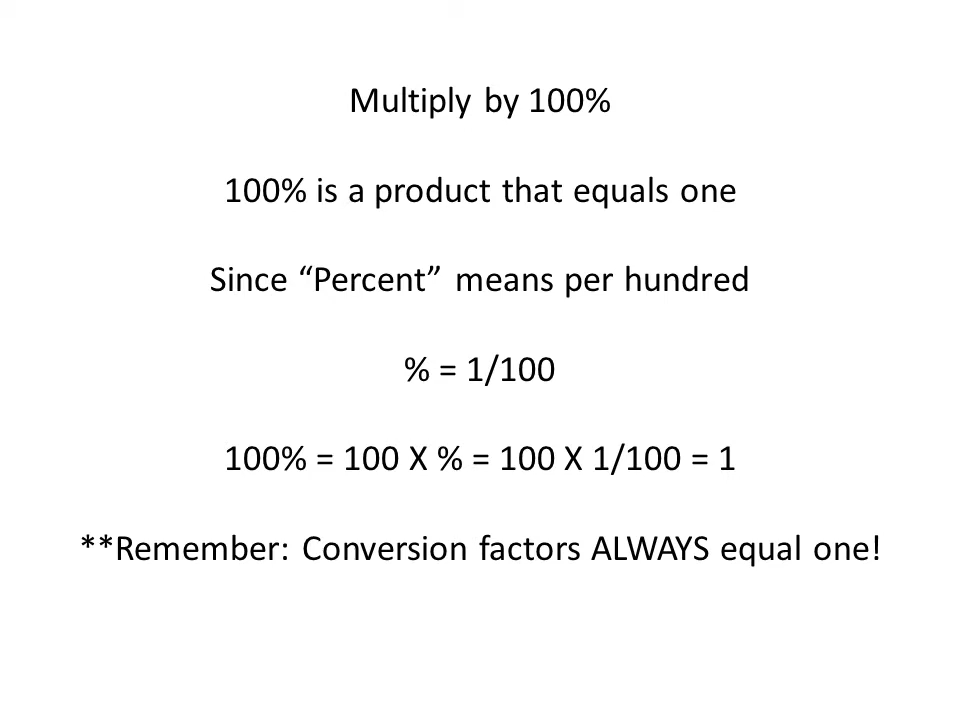 Multiply by 100%
100% is a product that equals one
Since “Percent” means per hundred
% = 1/100
100% = 100 X % = 100 X 1/100 = 1
**Remember: Conversion factors ALWAYS equal one!